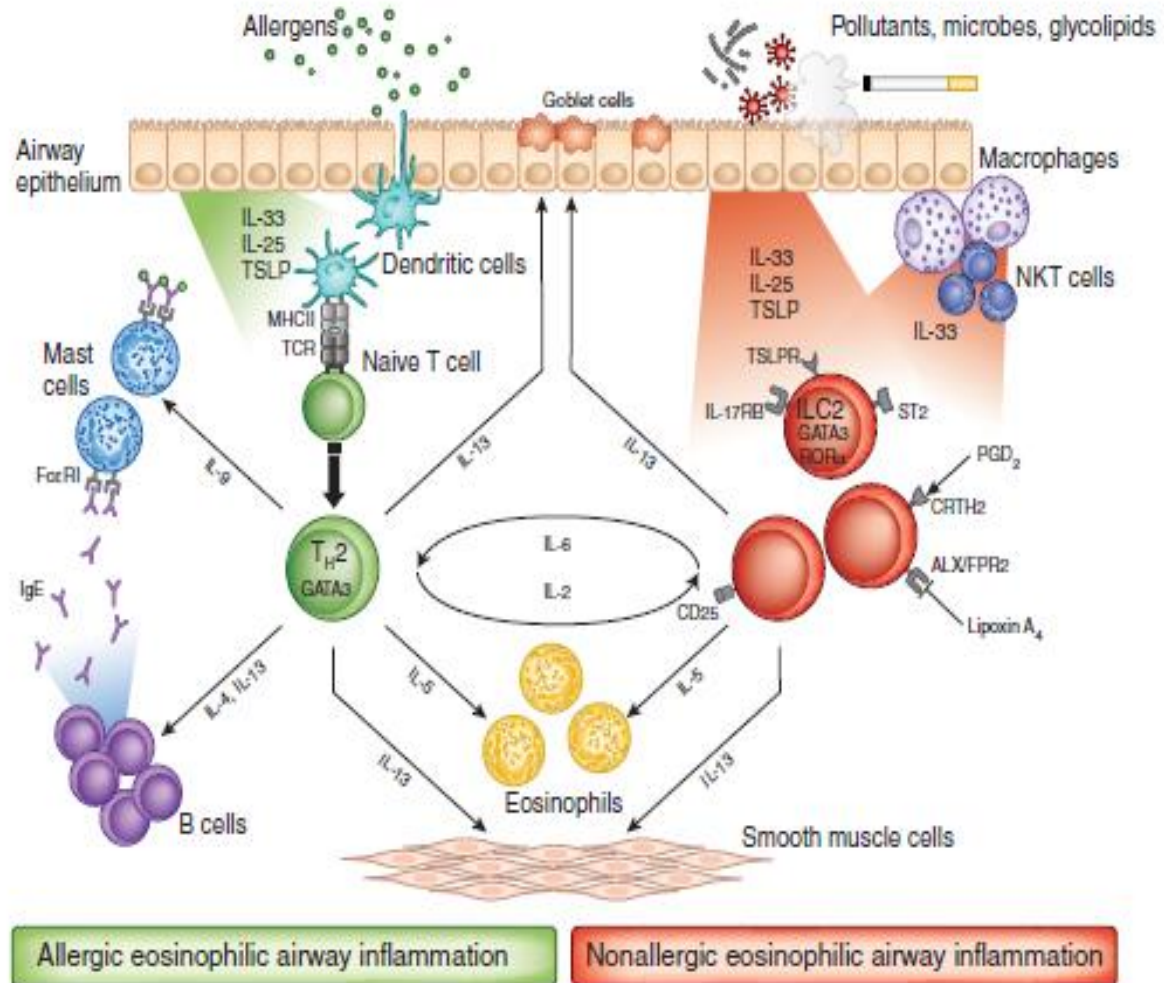 Allergens
Pollutants, microbes, glycolipids
Goblet cells
Airway
epithelium
Macrophages
IL-33
IL-25
TSLP
Dendritic cells
IL-33
IL-25
TSLP
NKT cells
IL-33
MHCII
TCR
Naive T cell
Mast
cells
TSLPR
IL-17RB
ILC2
GATA3
RORα
ST2
FcεRI
IL-9
IL-13
IL-13
PGD2
CRTH2
TH2
GATA3
IL-6
IL-2
ALX/FPR2
CD25
Lipoxin A4
IgE
IL-4, IL-13
IL-5
IL-5
IL-13
IL-13
Eosinophils
B cells
Smooth muscle cells
Allergic eosinophilic airway inflammation
Nonallergic eosinophilic airway inflammation